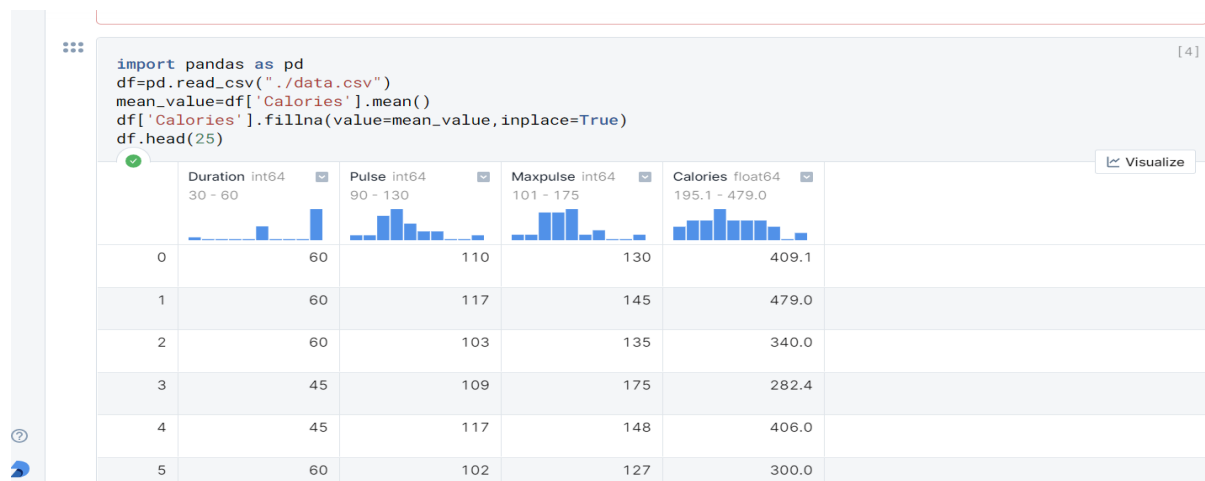 [4]
import pandas as pd
df=pd.read_csv("./data.csv")
mean_value=df['Calories'].mean()
df['Calories'].fillna(value=mean_value,inplace=True)
df.head(25)
Visualize
Duration int64 Pulse int64 Maxpulse int64 Calories float64
30 - 60 90 - 130 101 - 175 195.1 - 479.0
0 60 110 130 409.1
1 60 117 145 479.0
2 60 103 135 340.0
3 45 109 175 282.4
4 45 117 148 406.0
5 60 102 127 300.0